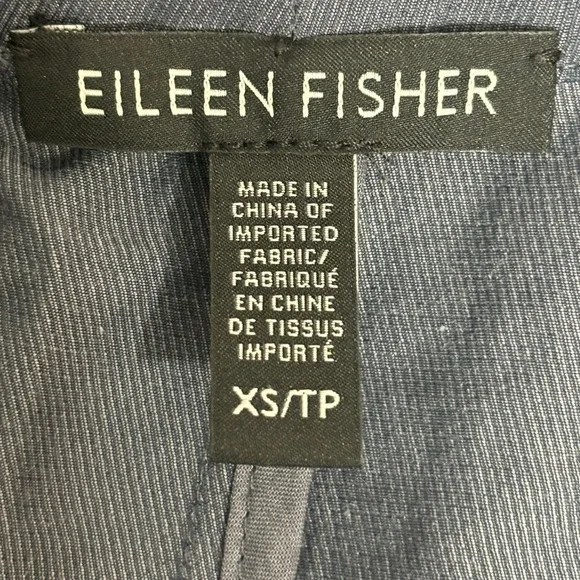 EILEEN FISHER
MADE IN
CHINA OF
IMPORTED
FABRIC/
FABRIQUÉ
EN CHINE
DE TISSUS
IMPORTÉ
XS/TP